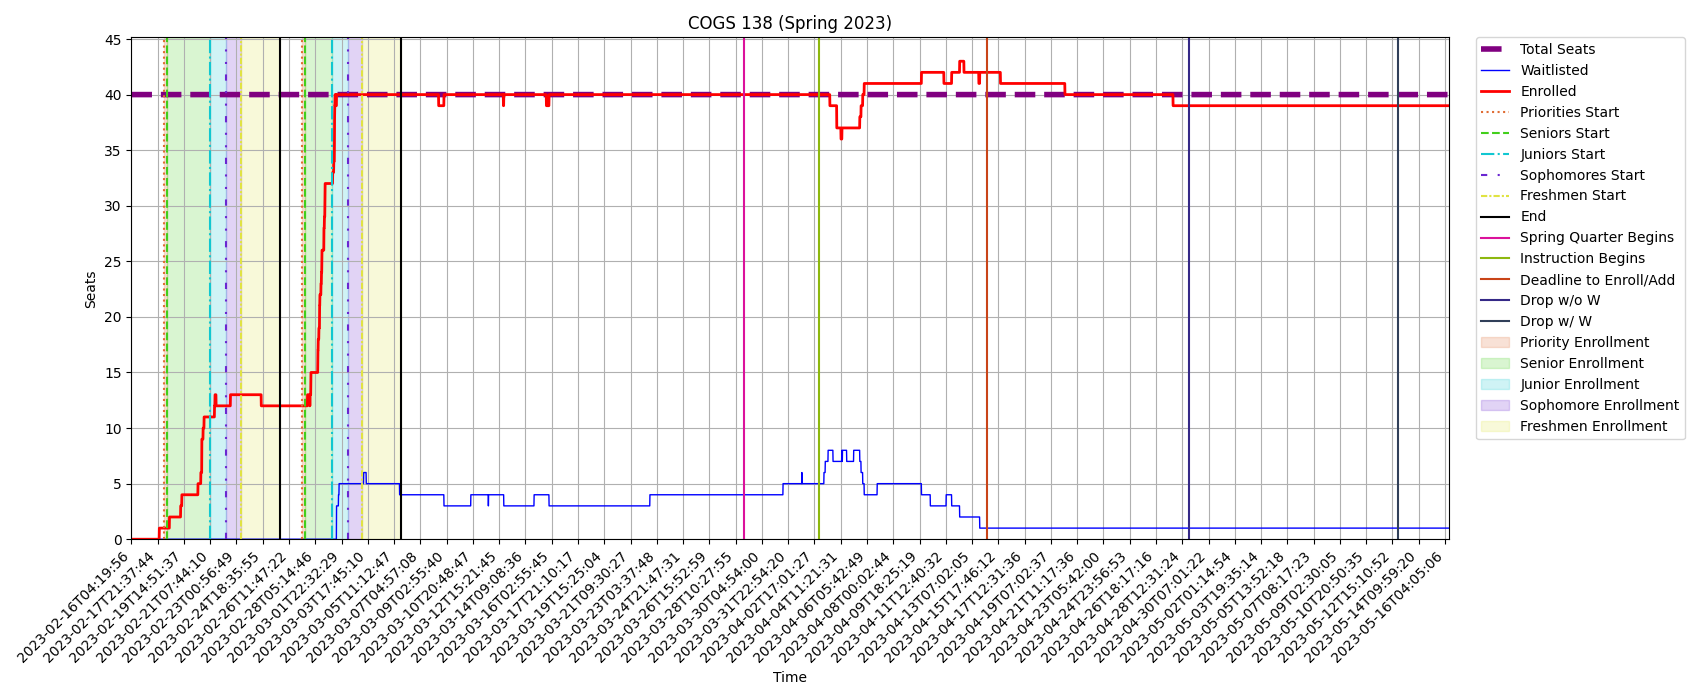 COGS 138 (Spring 2023)
45
40
35
30
25
20
15
10
5
0
Seats
2023-02-16T04:19:56
2023-02-17T21:37:44
2023-02-19T14:51:37
2023-02-21T07:44:10
2023-02-23T00:56:49
2023-02-24T18:35:55
2023-02-26T11:47:22
2023-02-28T05:14:46
2023-03-01T22:32:29
2023-03-03T17:45:10
2023-03-05T11:12:47
2023-03-07T04:57:08
2023-03-09T02:55:40
2023-03-10T20:48:47
2023-03-12T15:21:45
2023-03-14T09:08:36
2023-03-16T02:55:45
2023-03-17T21:10:17
2023-03-19T15:25:04
2023-03-21T09:30:27
2023-03-23T03:37:48
2023-03-24T21:47:31
2023-03-26T15:52:59
2023-03-28T10:27:55
2023-03-30T04:54:00
2023-03-31T22:54:20
2023-04-02T17:01:27
2023-04-04T11:21:31
2023-04-06T05:42:49
2023-04-08T00:02:44
2023-04-09T18:25:19
2023-04-11T12:40:32
2023-04-13T07:02:05
2023-04-15T17:46:12
2023-04-17T12:31:36
2023-04-19T07:02:37
2023-04-21T11:17:36
2023-04-23T05:42:00
2023-04-24T23:56:53
2023-04-26T18:17:16
2023-04-28T12:31:24
2023-04-30T07:01:22
2023-05-02T01:14:54
2023-05-03T19:35:14
2023-05-05T13:52:18
2023-05-07T08:17:23
2023-05-09T02:30:05
2023-05-10T20:50:35
2023-05-12T15:10:52
2023-05-14T09:59:20
2023-05-16T04:05:06
Time
Total Seats
Waitlisted
Enrolled
Priorities Start
Seniors Start
Juniors Start
Sophomores Start
Freshmen Start
End
Spring Quarter Begins
Instruction Begins
Deadline to Enroll/Add
Drop w/o W
Drop w/ W
Priority Enrollment
Senior Enrollment
Junior Enrollment
Sophomore Enrollment
Freshmen Enrollment